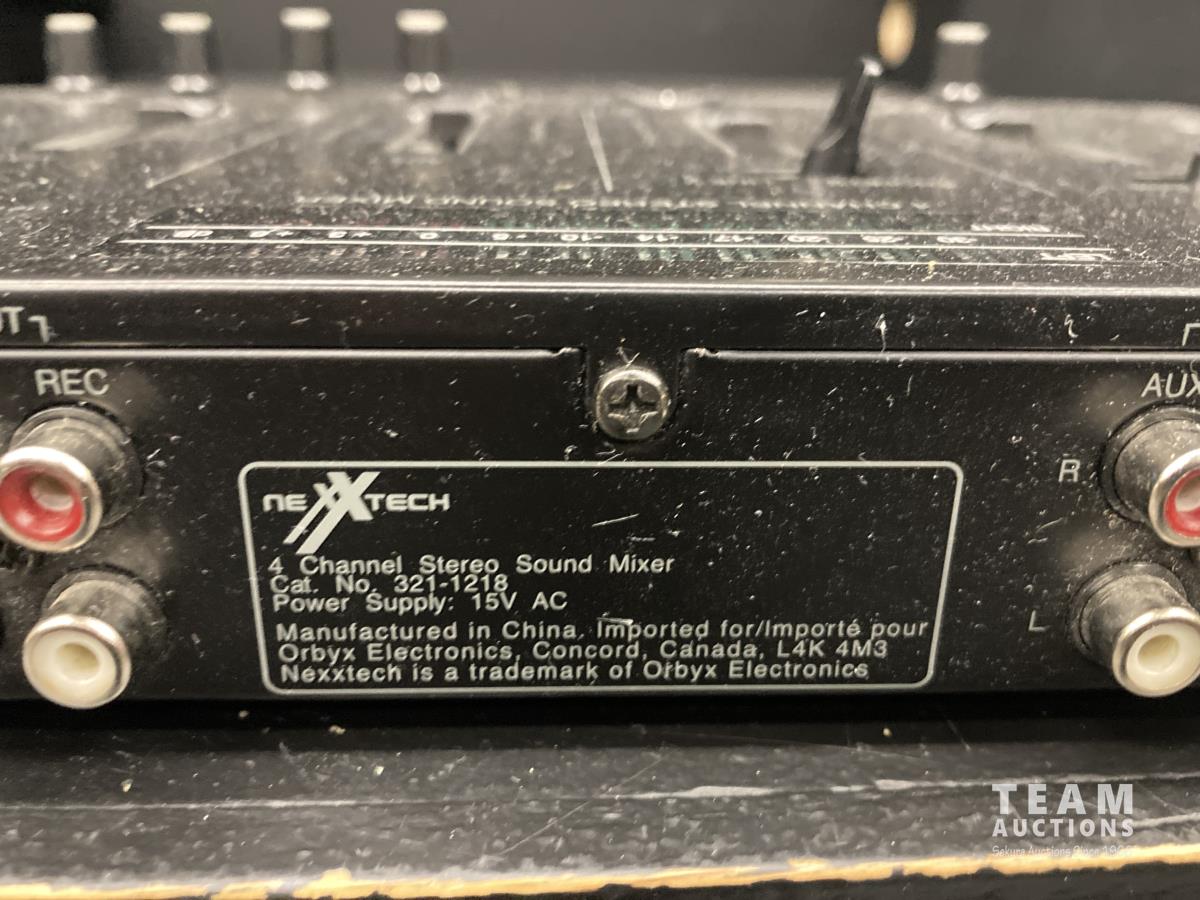 REC
AUX
R
L
NEXXTECH
4 Channel Stereo Sound Mixer
Cat. No. 321-1218
Power Supply: 15V AC
Manufactured in China. Imported for/Importé pour
Orbyx Electronics, Concord, Canada, L4K 4M3
Nexxtech is a trademark of Orbyx Electronics
TEAM
AUCTIONS